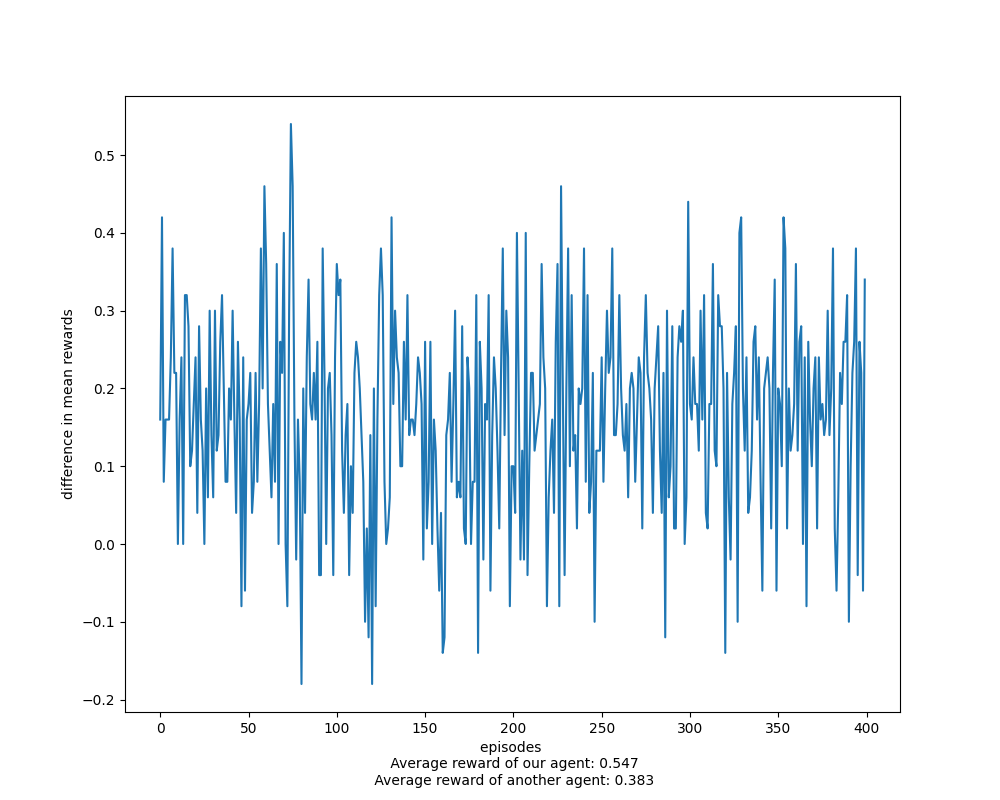 difference in mean rewards
0.5
0.4
0.3
0.2
0.1
0.0
−0.1
−0.2
0 50 100 150 200 250 300 350 400
episodes
Average reward of our agent: 0.547
Average reward of another agent: 0.383